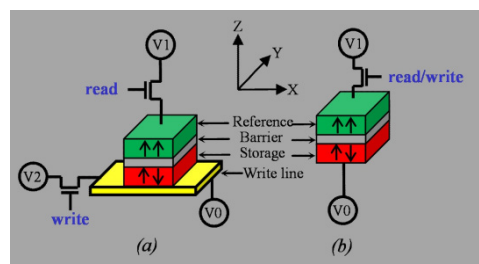 V1
read
Z
Y
X
V1
read/write
Reference
Barrier
Storage
Write line
V2
write
V0
V0
(a)
(b)